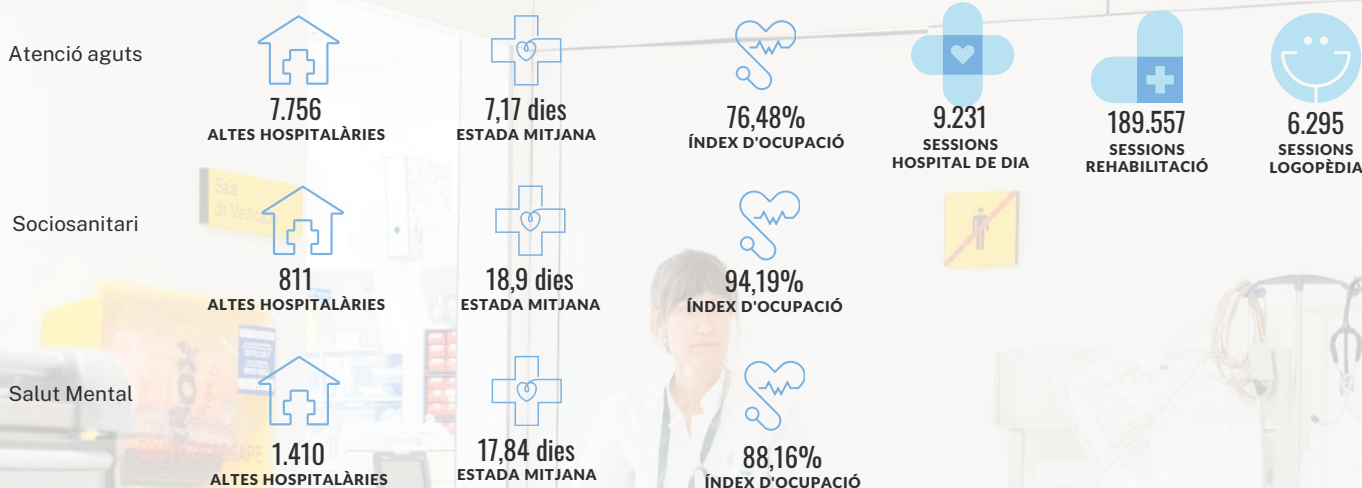 Atenció aguts
7.756
ALTES HOSPITALÀRIES
7,17 dies
ESTADA MITJANA
76,48%
ÍNDEX D'OCUPACIÓ
9.231
SESSIONS
HOSPITAL DE DIA
189.557
SESSIONS
REHABILITACIÓ
6.295
SESSIONS
LOGOPÈDIA
Sala
Sociosanitari
811
ALTES HOSPITALÀRIES
18,9 dies
ESTADA MITJANA
94,19%
ÍNDEX D'OCUPACIÓ
Salut Mental
1.410
ALTES HOSPITALÀRIES
17,84 dies
ESTADA MITJANA
88,16%
ÍNDEX D'OCUPACIÓ